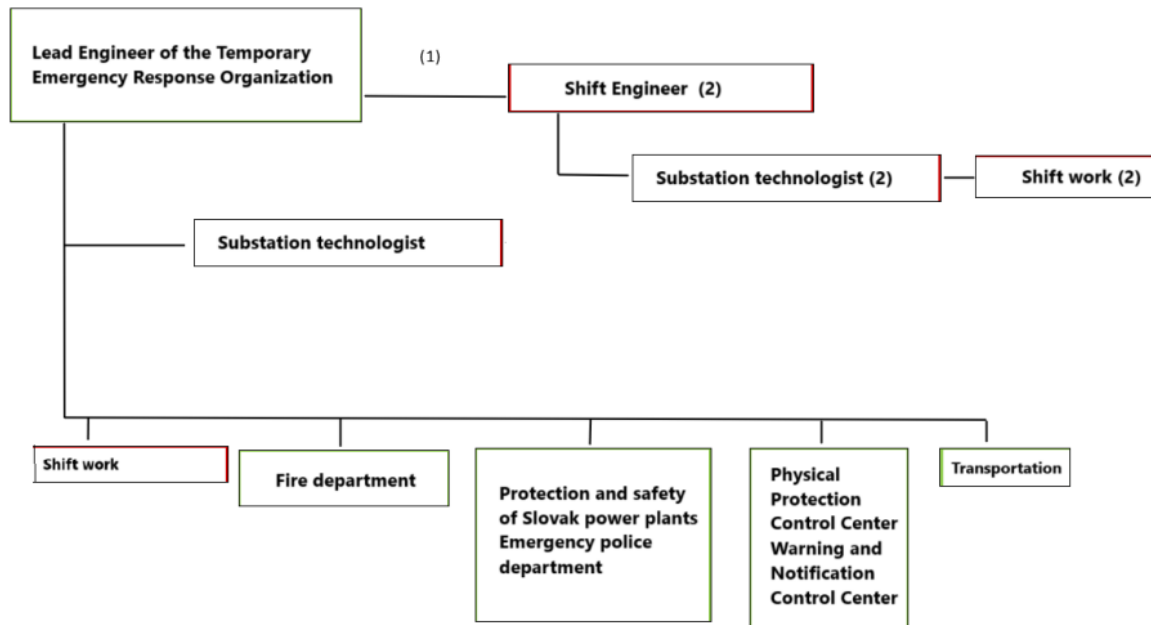 Lead Engineer of the Temporary
Emergency Response Organization
(1)
Shift Engineer (2)
Substation technologist (2)
Shift work (2)
Substation technologist
Shift work
Fire department
Protection and safety
of Slovak power plants
Emergency police
department
Physical
Protection
Control Center
Warning and
Notification
Control Center
Transportation